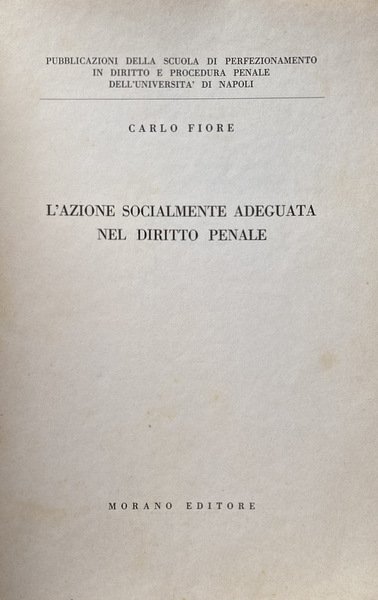 PUBBLICAZIONI DELLA SCUOLA DI PERFEZIONAMENTO
IN DIRITTO E PROCEDURA PENALE
DELL'UNIVERSITA' DI NAPOLI
CARLO FIORE
L'AZIONE SOCIALMENTE ADEGUATA
NEL DIRITTO PENALE
MORANO EDITORE